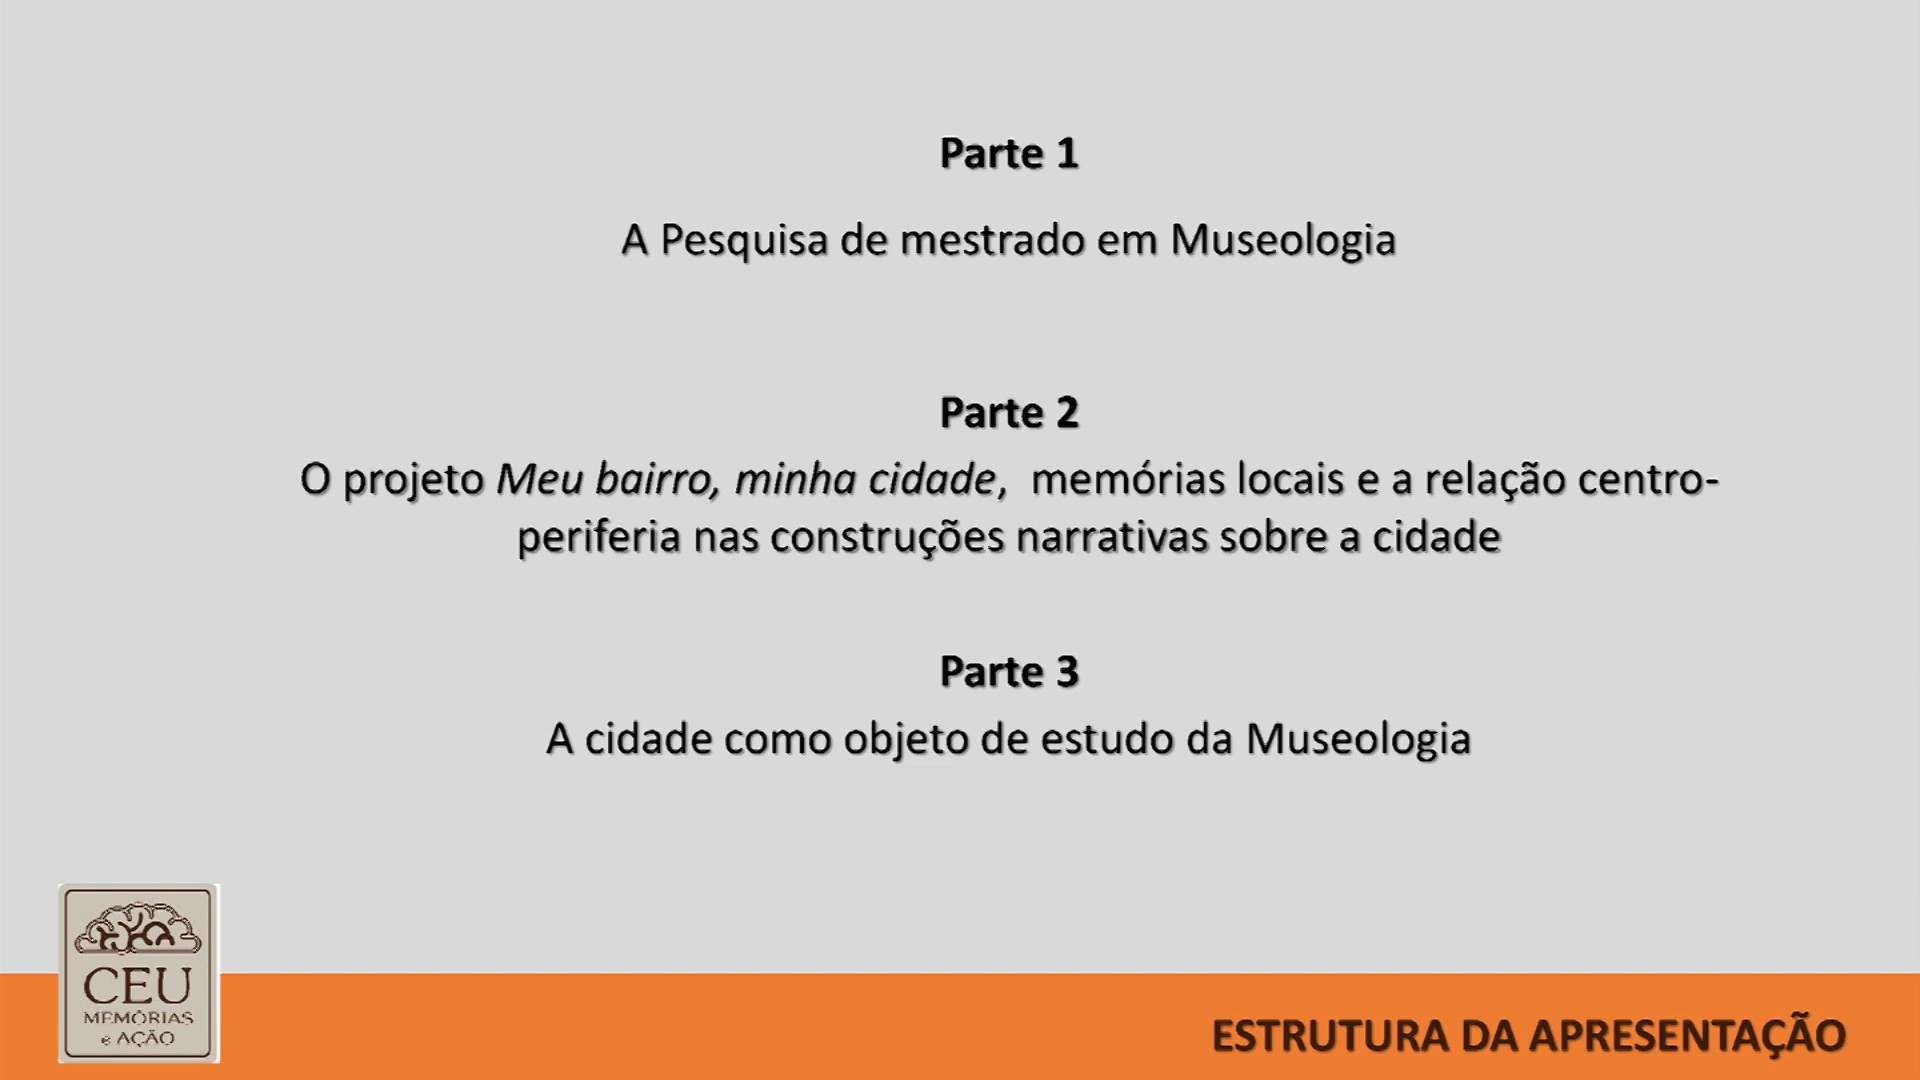 Parte 1
A Pesquisa de mestrado em Museologia
Parte 2
O projeto Meu bairro, minha cidade, memórias locais e a relação centro-
periferia nas construções narrativas sobre a cidade
Parte 3
A cidade como objeto de estudo da Museologia
CEU
MEMÓRIAS
e AÇÃO
ESTRUTURA DA APRESENTAÇÃO